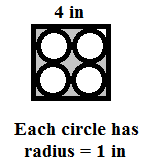 4 in
Each circle has
radius = 1 in